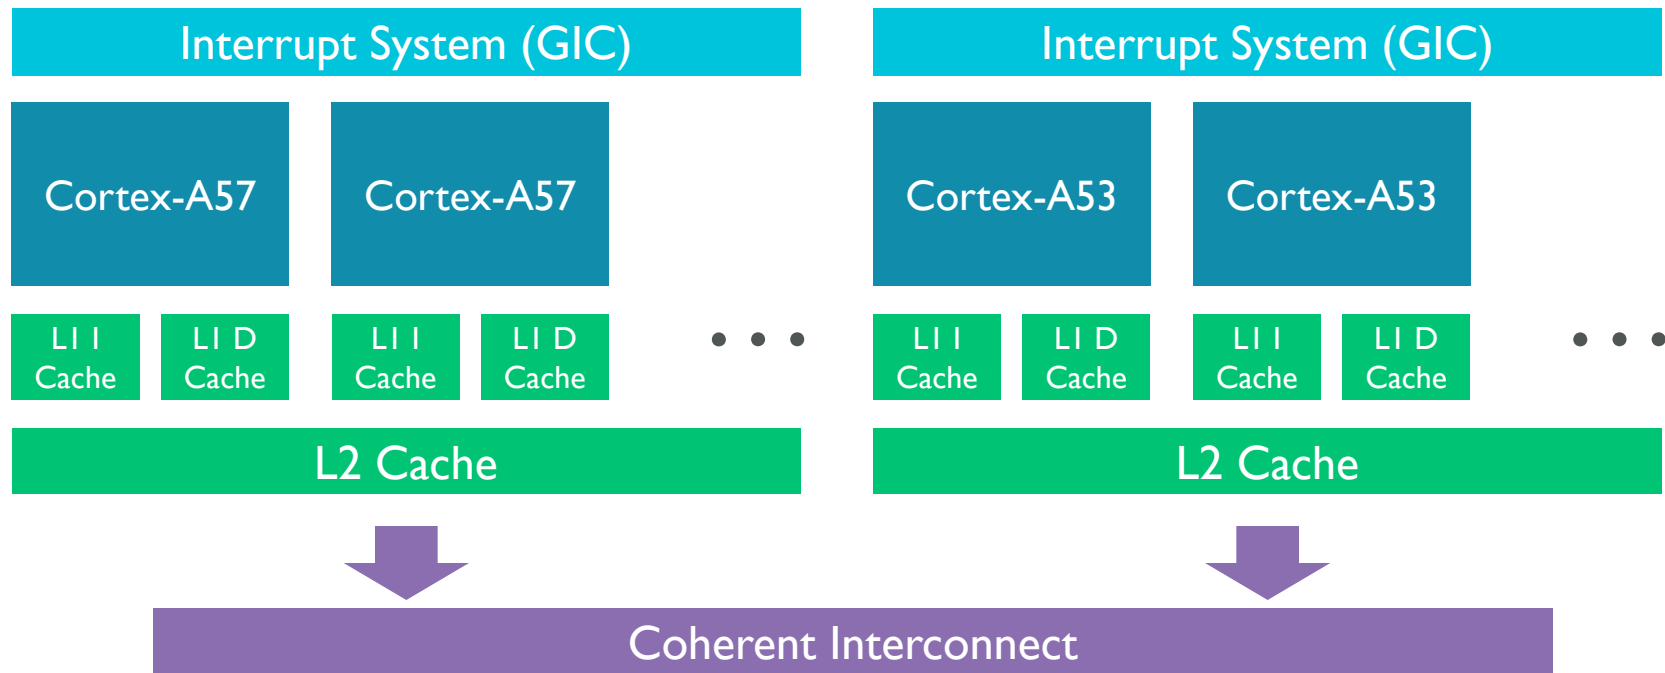 Interrupt System (GIC)
Interrupt System (GIC)
Cortex-A57
Cortex-A57
Cortex-A53
Cortex-A53
L1 I
Cache
L1 D
Cache
L1 I
Cache
L1 D
Cache
L1 I
Cache
L1 D
Cache
L1 I
Cache
L1 D
Cache
L2 Cache
L2 Cache
Coherent Interconnect